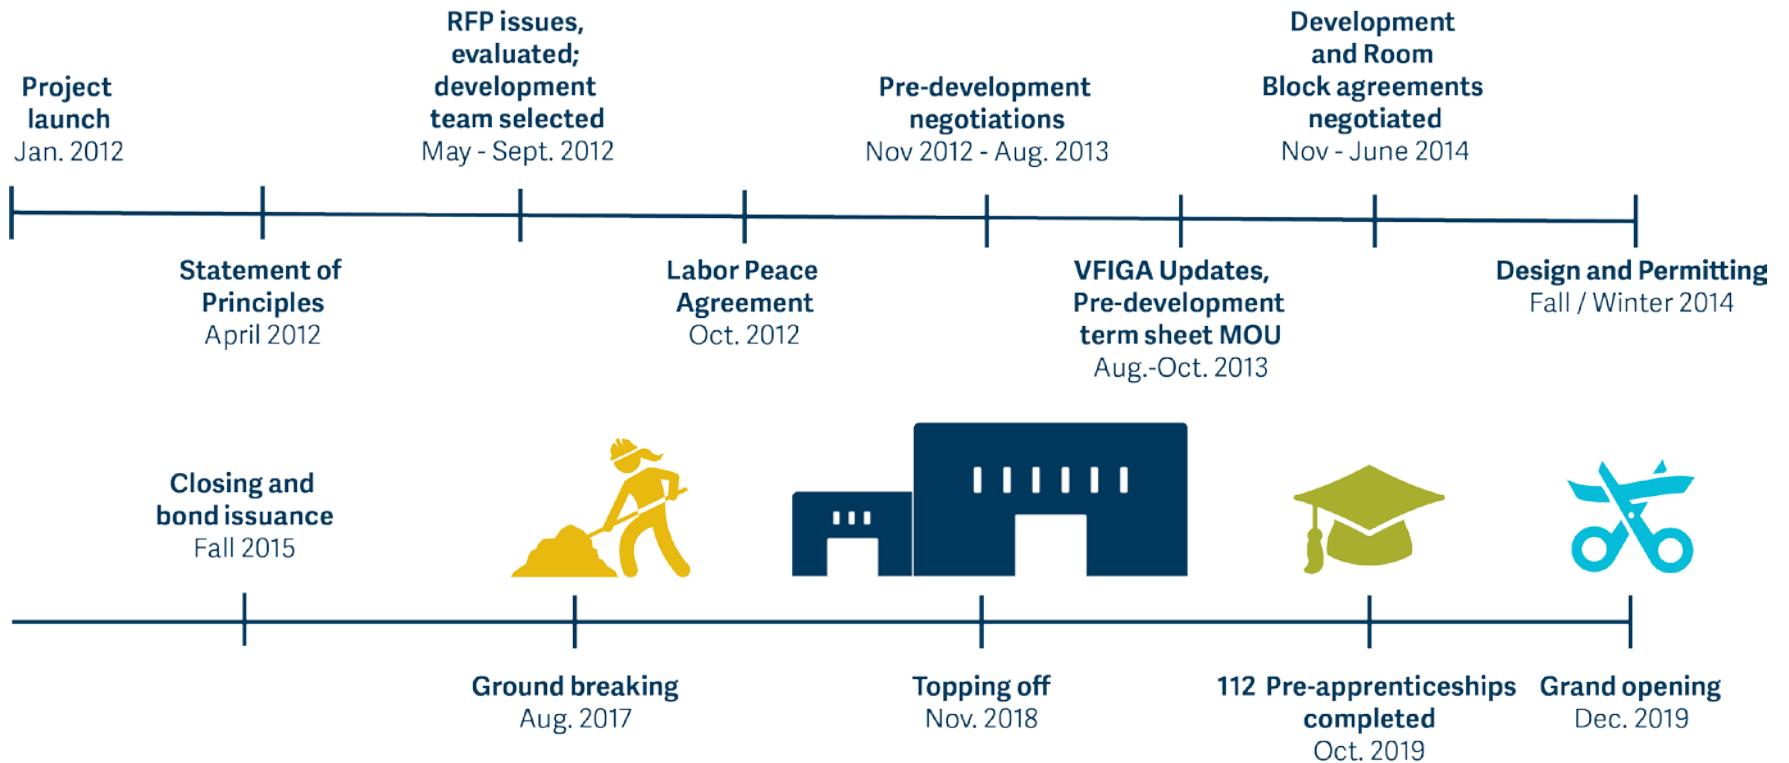 Project
launch
Jan. 2012
Statement of
Principles
April 2012
RFP issues,
evaluated;
development
team selected
May - Sept. 2012
Labor Peace
Agreement
Oct. 2012
Pre-development
negotiations
Nov 2012 - Aug. 2013
VFIGA Updates,
Pre-development
term sheet MOU
Aug.-Oct. 2013
Development
and Room
Block agreements
negotiated
Nov - June 2014
Design and Permitting
Fall / Winter 2014
Closing and
bond issuance
Fall 2015
Ground breaking
Aug. 2017
Topping off
Nov. 2018
112 Pre-apprenticeships
completed
Oct. 2019
Grand opening
Dec. 2019